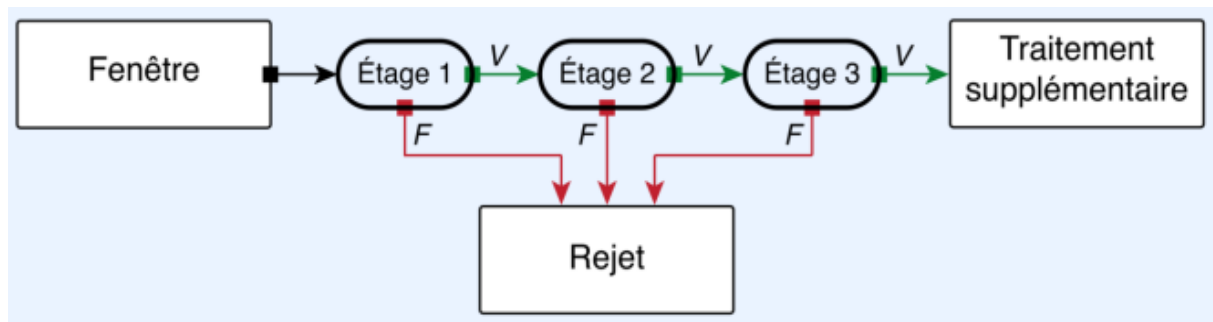 Fenêtre
Étage 1
V
Étage 2
V
Étage 3
V
Traitement
supplémentaire
F
F
F
Rejet